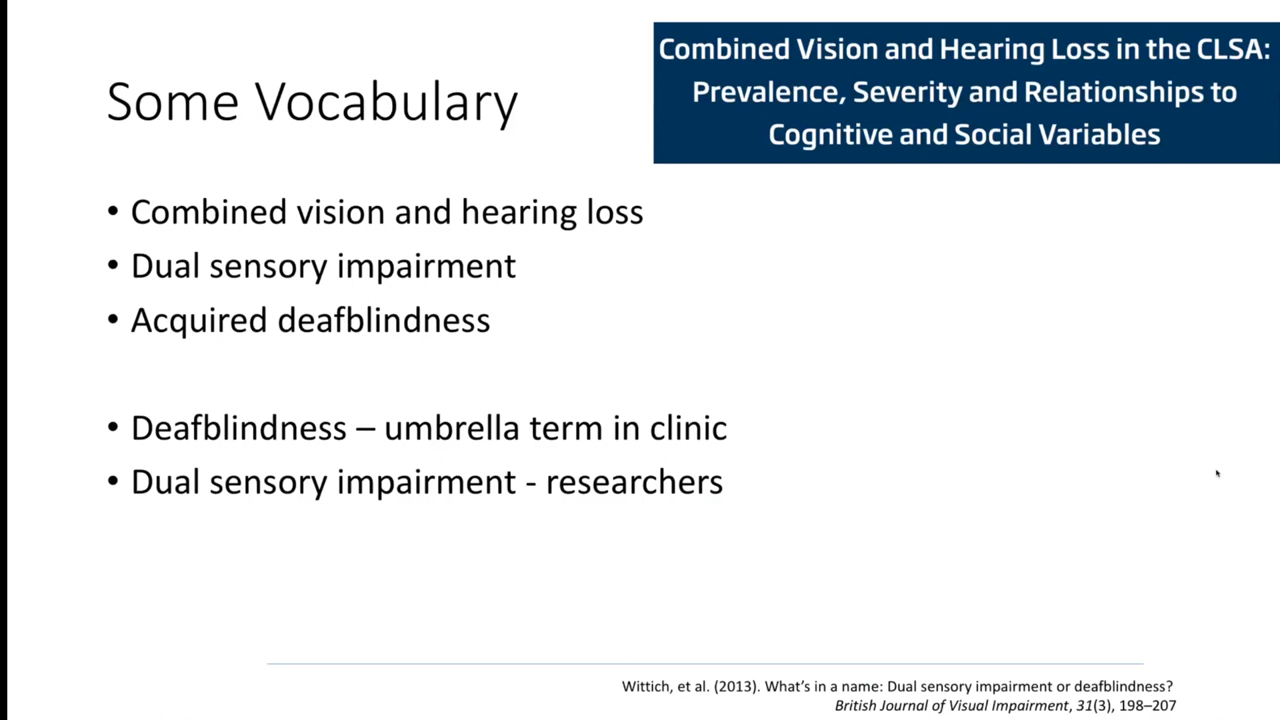 Some Vocabulary
Combined Vision and Hearing Loss in the CLSA:
Prevalence, Severity and Relationships to
Cognitive and Social Variables
• Combined vision and hearing loss
• Dual sensory impairment
• Acquired deafblindness
• Deafblindness – umbrella term in clinic
• Dual sensory impairment - researchers
Wittich, et al. (2013). What's in a name: Dual sensory impairment or deafblindness?
British Journal of Visual Impairment, 31(3), 198–207